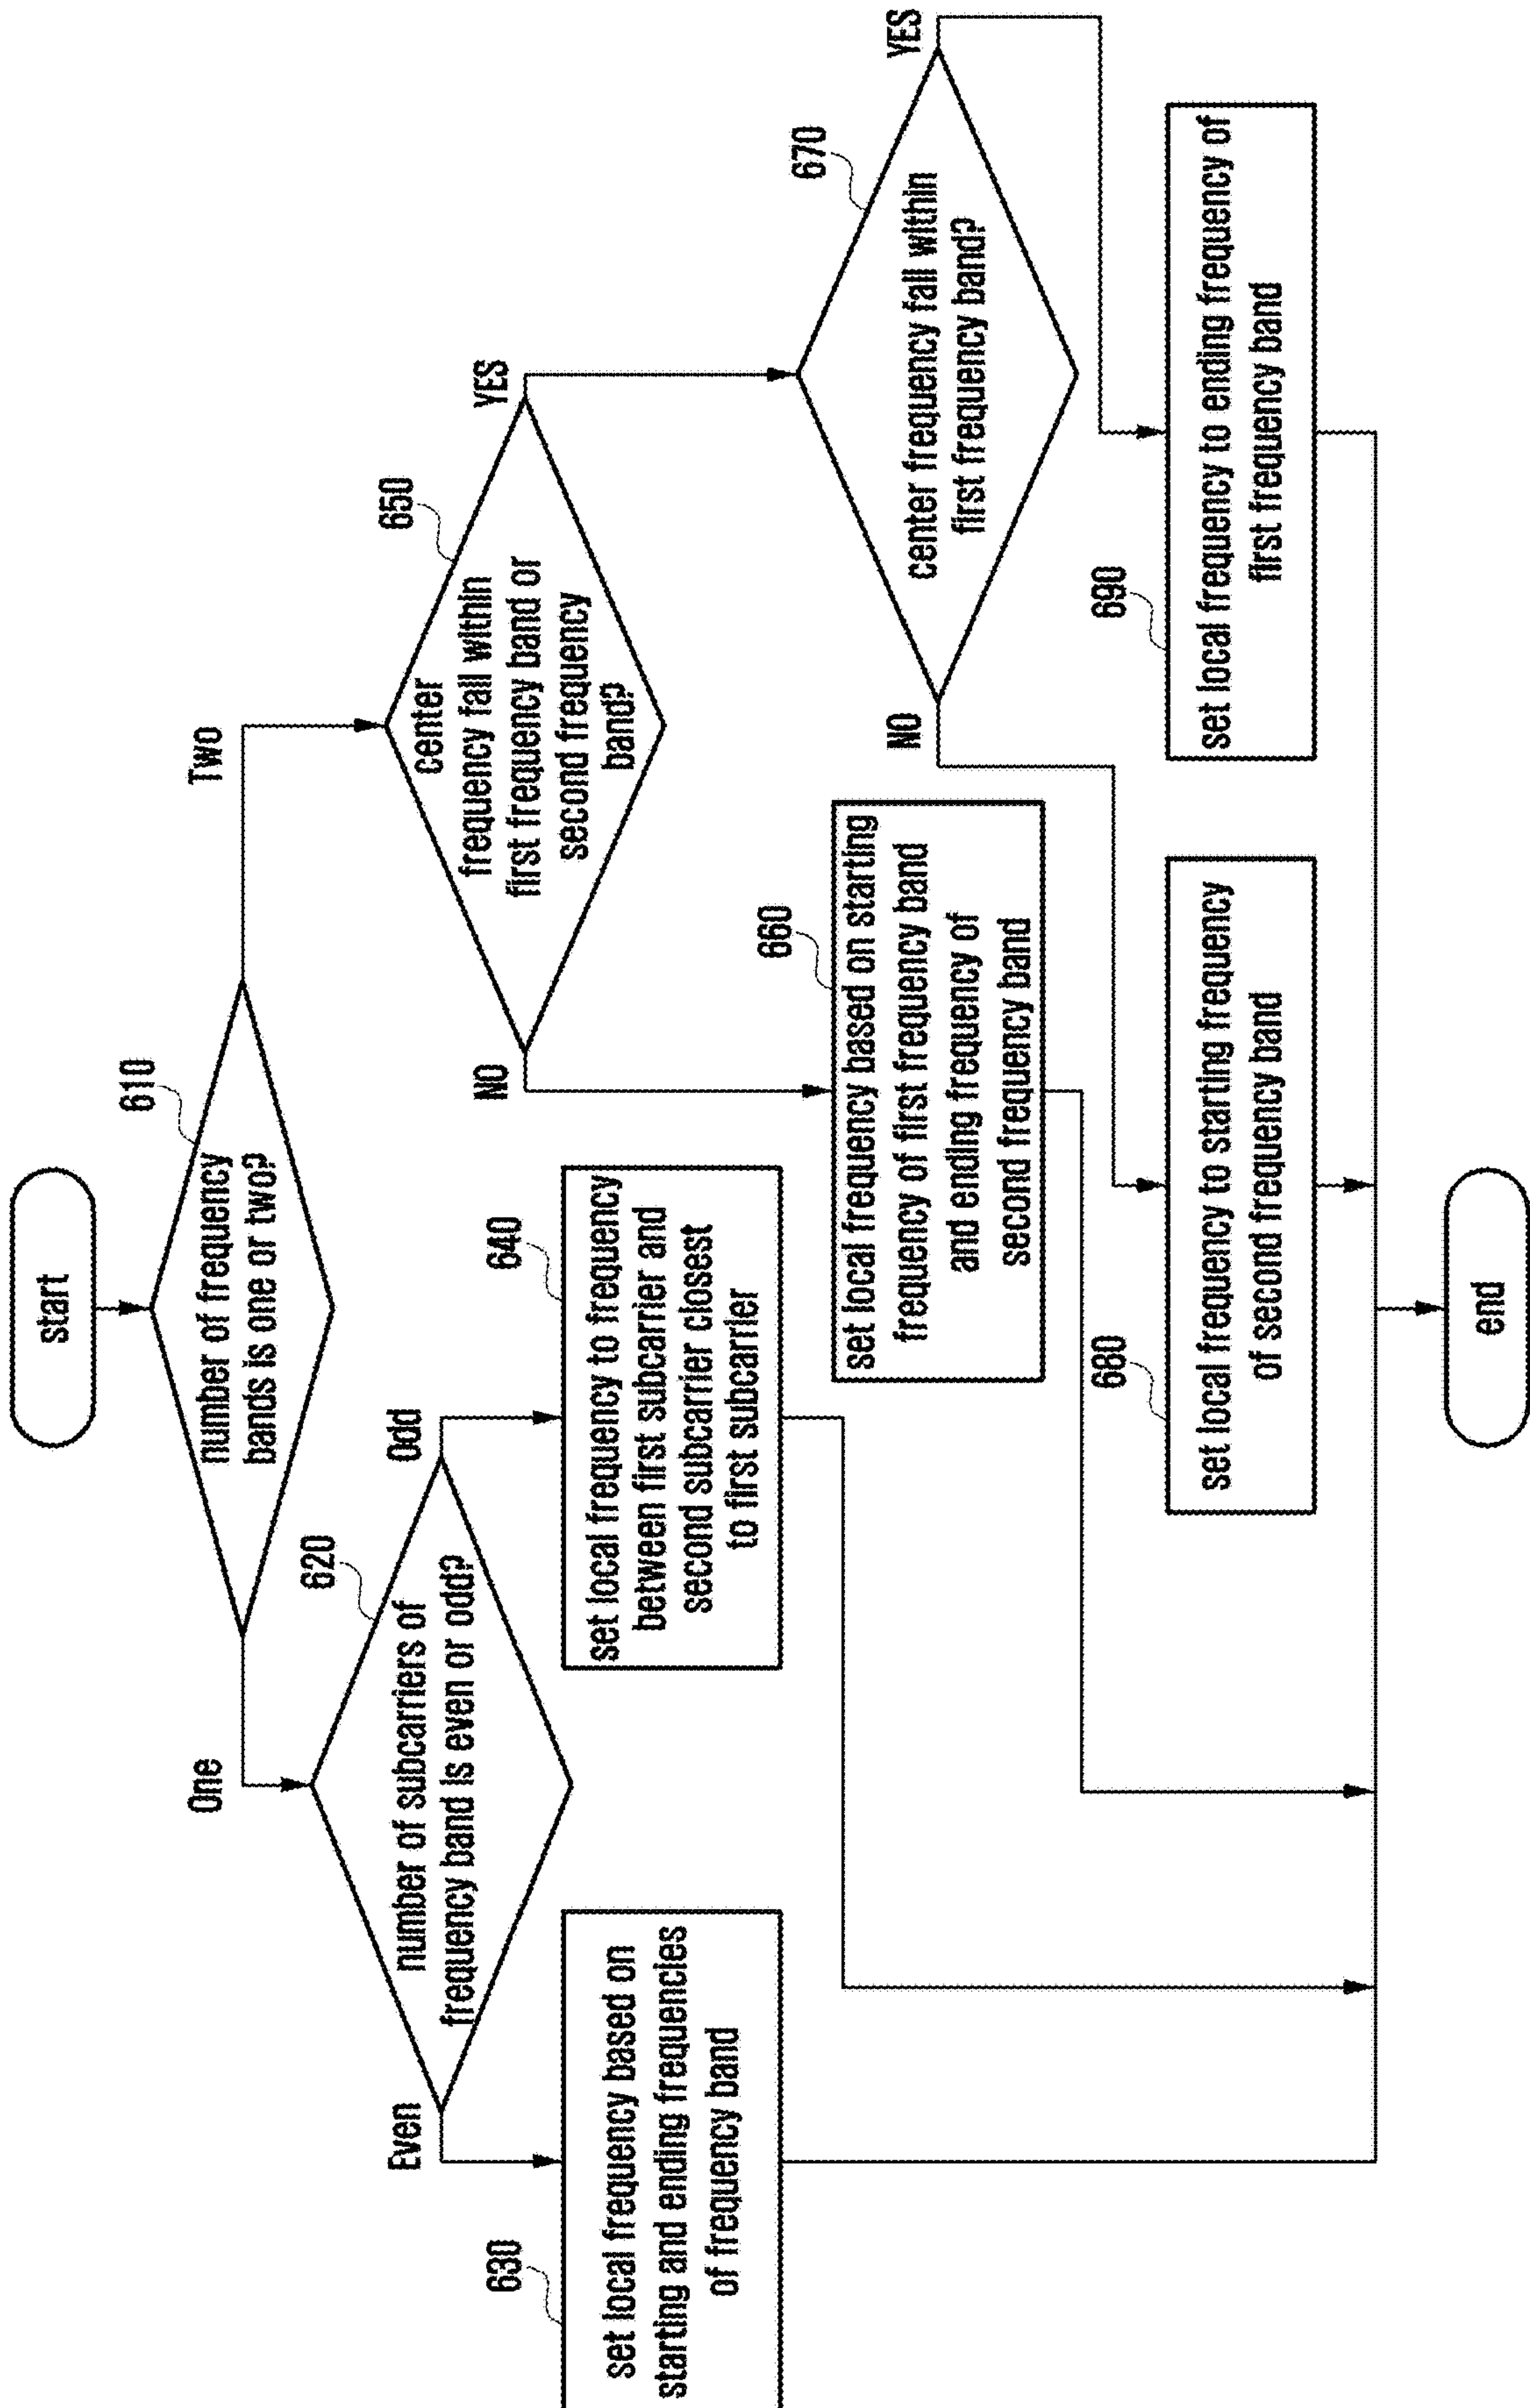 start
610
number of frequency
bands is one or two?
One
Two
620
number of subcarriers of
frequency band is even or odd?
Even
Odd
650
center
frequency fall within
first frequency band or
second frequency
band?
NO
YES
630
set local frequency based on
starting and ending frequencies
of frequency band
640
set local frequency to frequency
between first subcarrier and
second subcarrier closest
to first subcarrier
660
set local frequency based on starting
frequency of first frequency band
and ending frequency of
second frequency band
670
center frequency fall within
first frequency band?
NO
YES
680
set local frequency to starting frequency
of second frequency band
690
set local frequency to ending frequency of
first frequency band
end